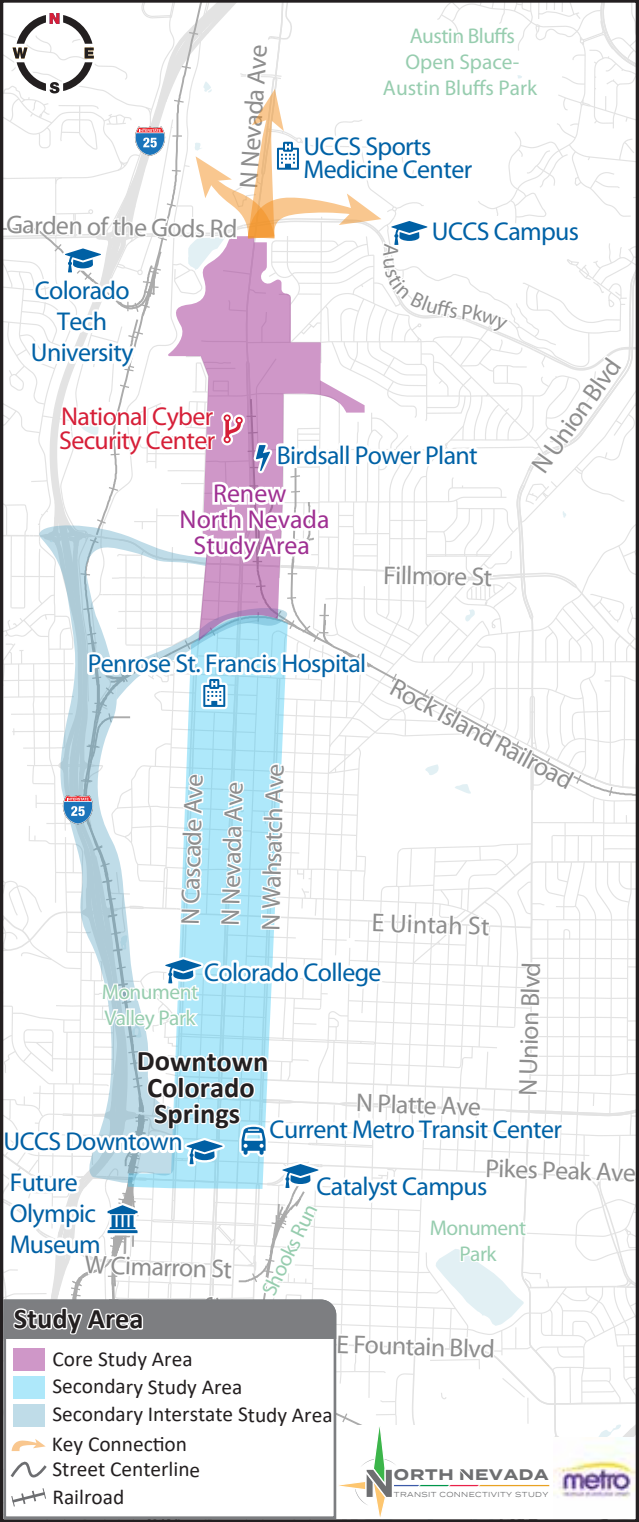 N
W
E
S
N Nevada Ave
Austin Bluffs
Open Space-
Austin Bluffs Park
25
UCCS Sports
Medicine Center
Garden of the Gods Rd
UCCS Campus
Colorado
Tech
University
Austin Bluffs Pkwy
N Union Blvd
National Cyber
Security Center
Birdsall Power Plant
Renew
North Nevada
Study Area
Fillmore St
Penrose St. Francis Hospital
Rock Island Railroad
25
N Cascade Ave
N Nevada Ave
N Wahsatch Ave
E Uintah St
Colorado College
Monument
Valley Park
N Union Blvd
Downtown
Colorado
Springs
N Platte Ave
Current Metro Transit Center
UCCS Downtown
Pikes Peak Ave
Catalyst Campus
Future
Olympic
Museum
Shooks Run
Monument
Park
W Cimarron St
Study Area
Core Study Area
Secondary Study Area
Secondary Interstate Study Area
Key Connection
Street Centerline
Railroad
E Fountain Blvd
NORTH NEVADA
TRANSIT CONNECTIVITY STUDY
metro